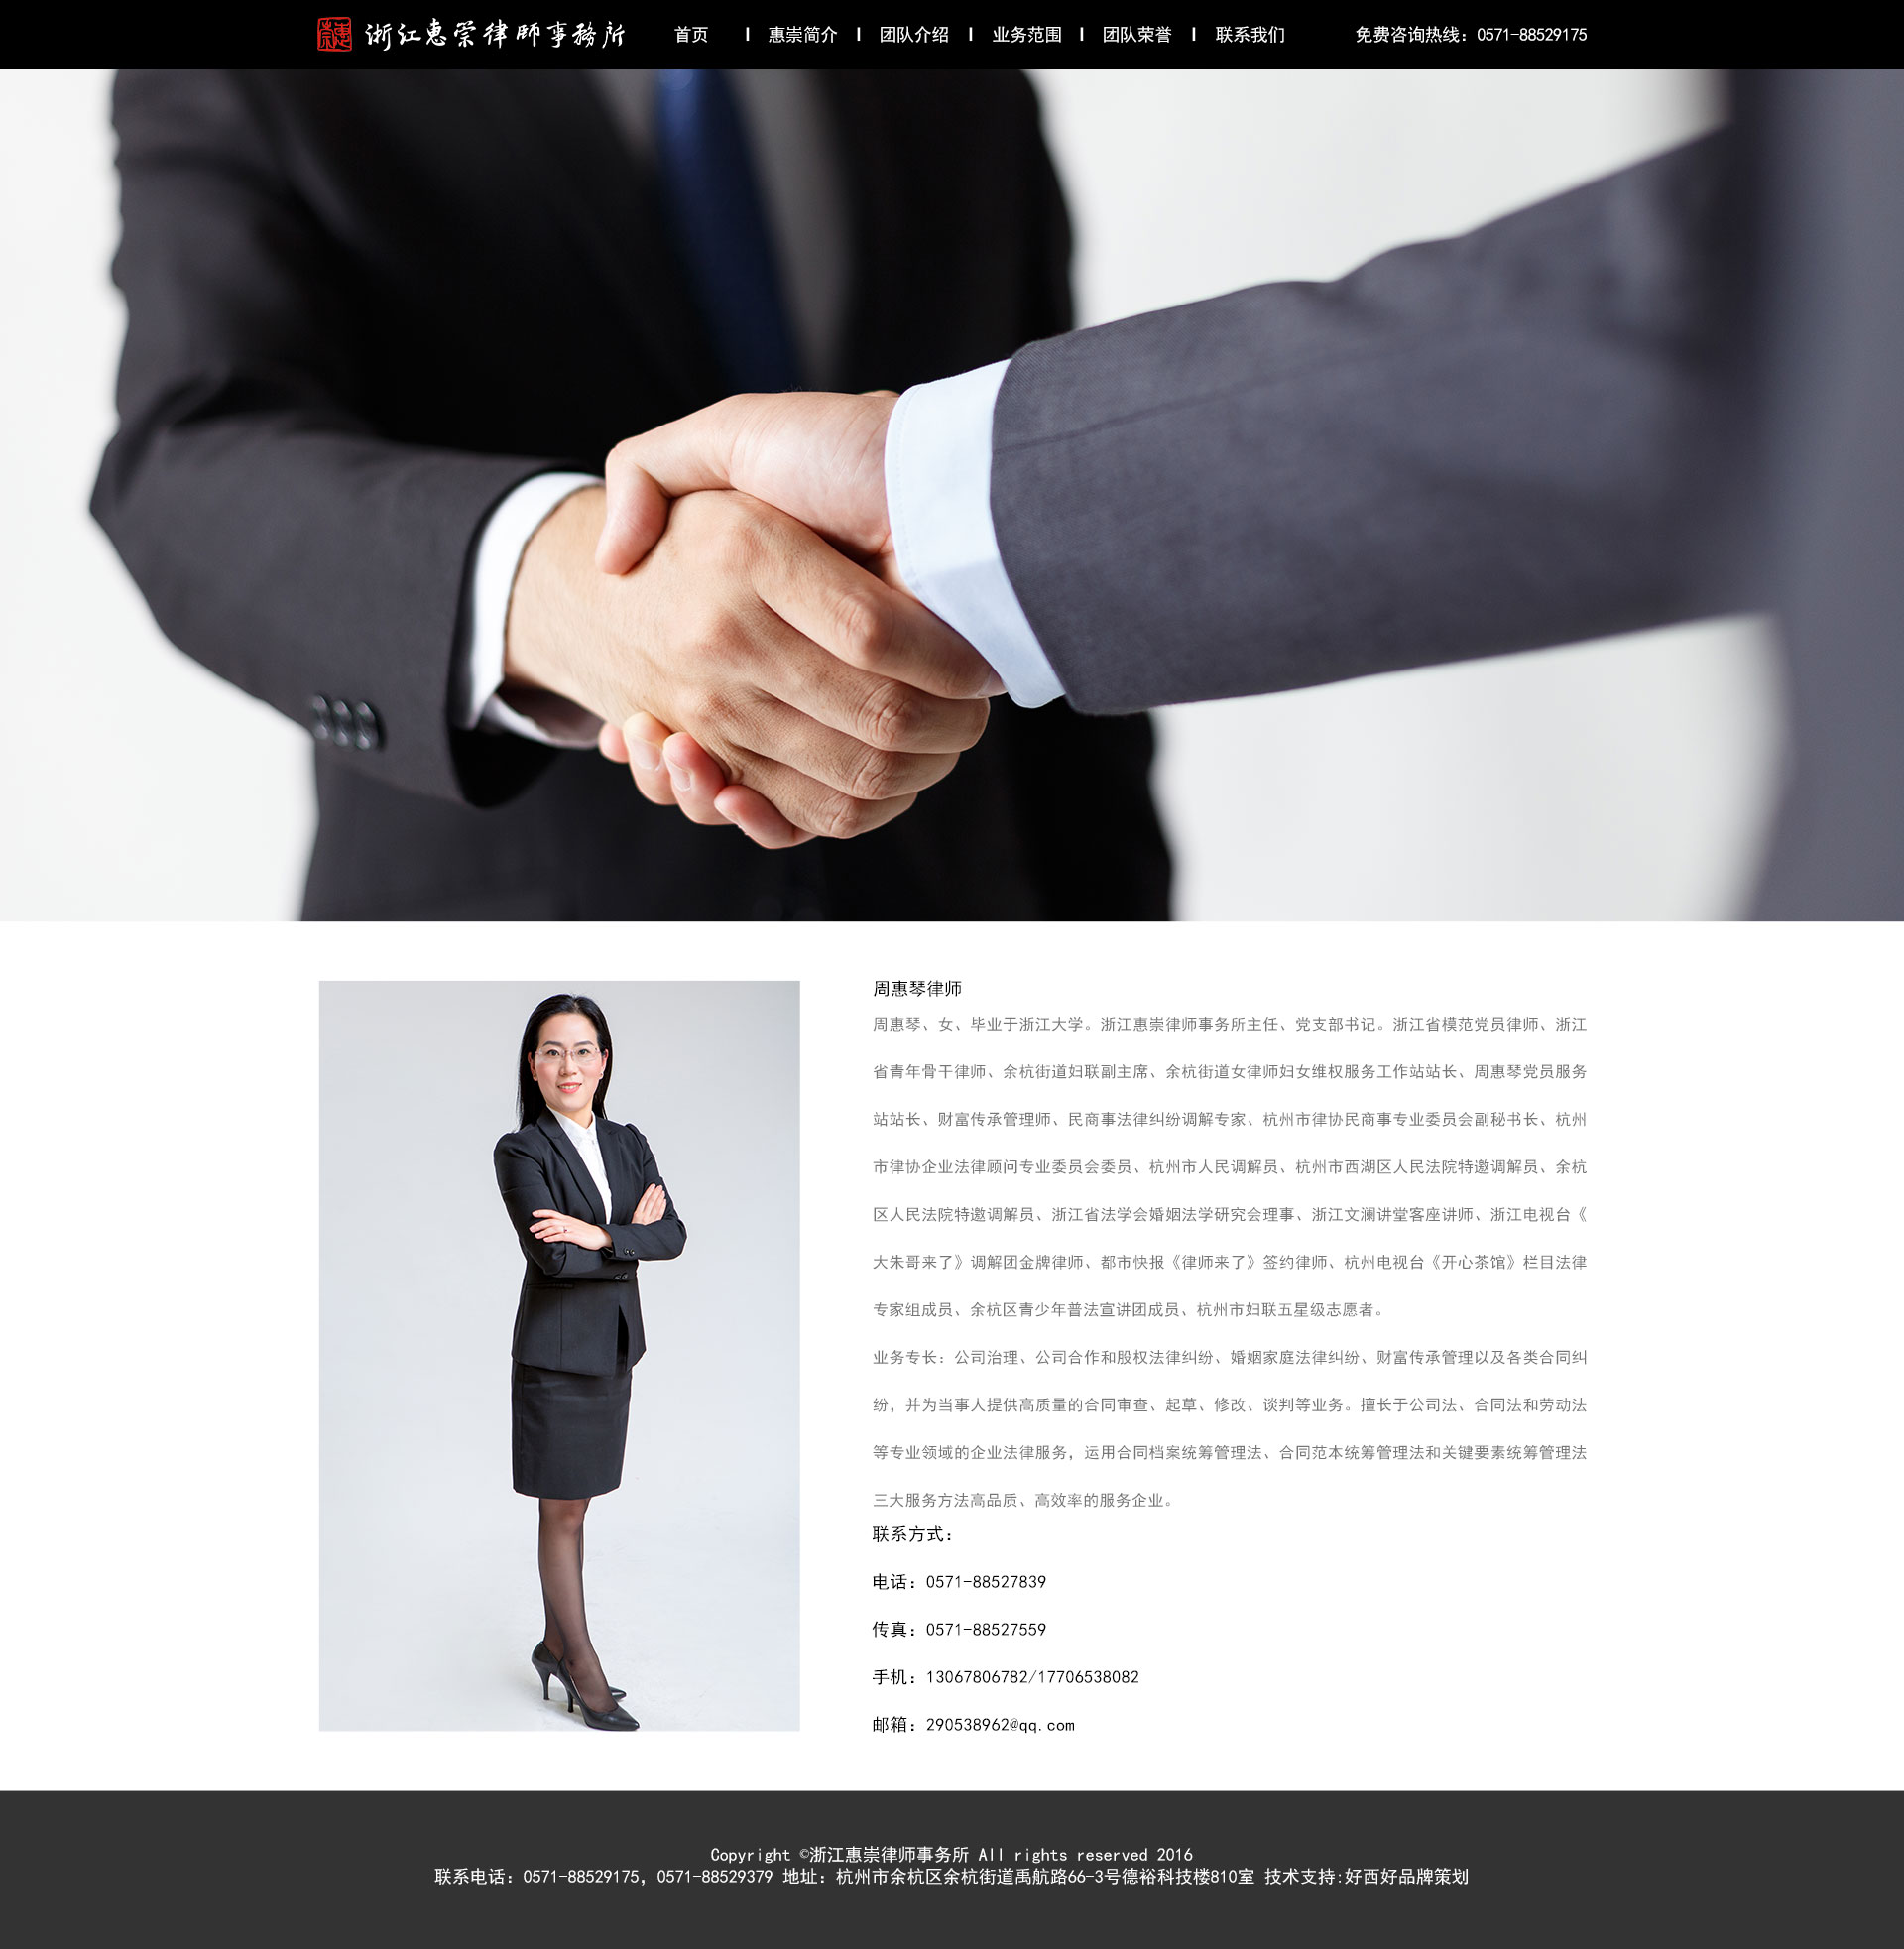 惠崇 浙江惠崇律師事務所 首页 惠崇简介 团队介绍 业务范围 团队荣誉 联系我们 免费咨询热线：0571-88529175
周惠琴律师
周惠琴、女、毕业于浙江大学。浙江惠崇律师事务所主任、党支部书记。浙江省模范党员律师、浙江
省青年骨干律师、余杭街道妇联副主席、余杭街道女律师妇女维权服务工作站站长、周惠琴党员服务
站站长、财富传承管理师、民商事法律纠纷调解专家、杭州市律协民商事专业委员会副秘书长、杭州
市律协企业法律顾问专业委员会委员、杭州市人民调解员、杭州市西湖区人民法院特邀调解员、余杭
区人民法院特邀调解员、浙江省法学会婚姻法学研究会理事、浙江文澜讲堂客座讲师、浙江电视台《
大朱哥来了》调解团金牌律师、都市快报《律师来了》签约律师、杭州电视台《开心茶馆》栏目法律
专家组成员、余杭区青少年普法宣讲团成员、杭州市妇联五星级志愿者。
业务专长：公司治理、公司合作和股权法律纠纷、婚姻家庭法律纠纷、财富传承管理以及各类合同纠
纷，并为当事人提供高质量的合同审查、起草、修改、谈判等业务。擅长于公司法、合同法和劳动法
等专业领域的企业法律服务，运用合同档案统筹管理法、合同范本统筹管理法和关键要素统筹管理法
三大服务方法高品质、高效率的服务企业。
联系方式：
电话：0571-88527839
传真：0571-88527559
手机：13067806782/17706538082
邮箱：290538962@qq.com
Copyright ©浙江惠崇律师事务所 All rights reserved 2016
联系电话：0571-88529175，0571-88529379 地址：杭州市余杭区余杭街道禹航路66-3号德裕科技楼810室 技术支持:好西好品牌策划